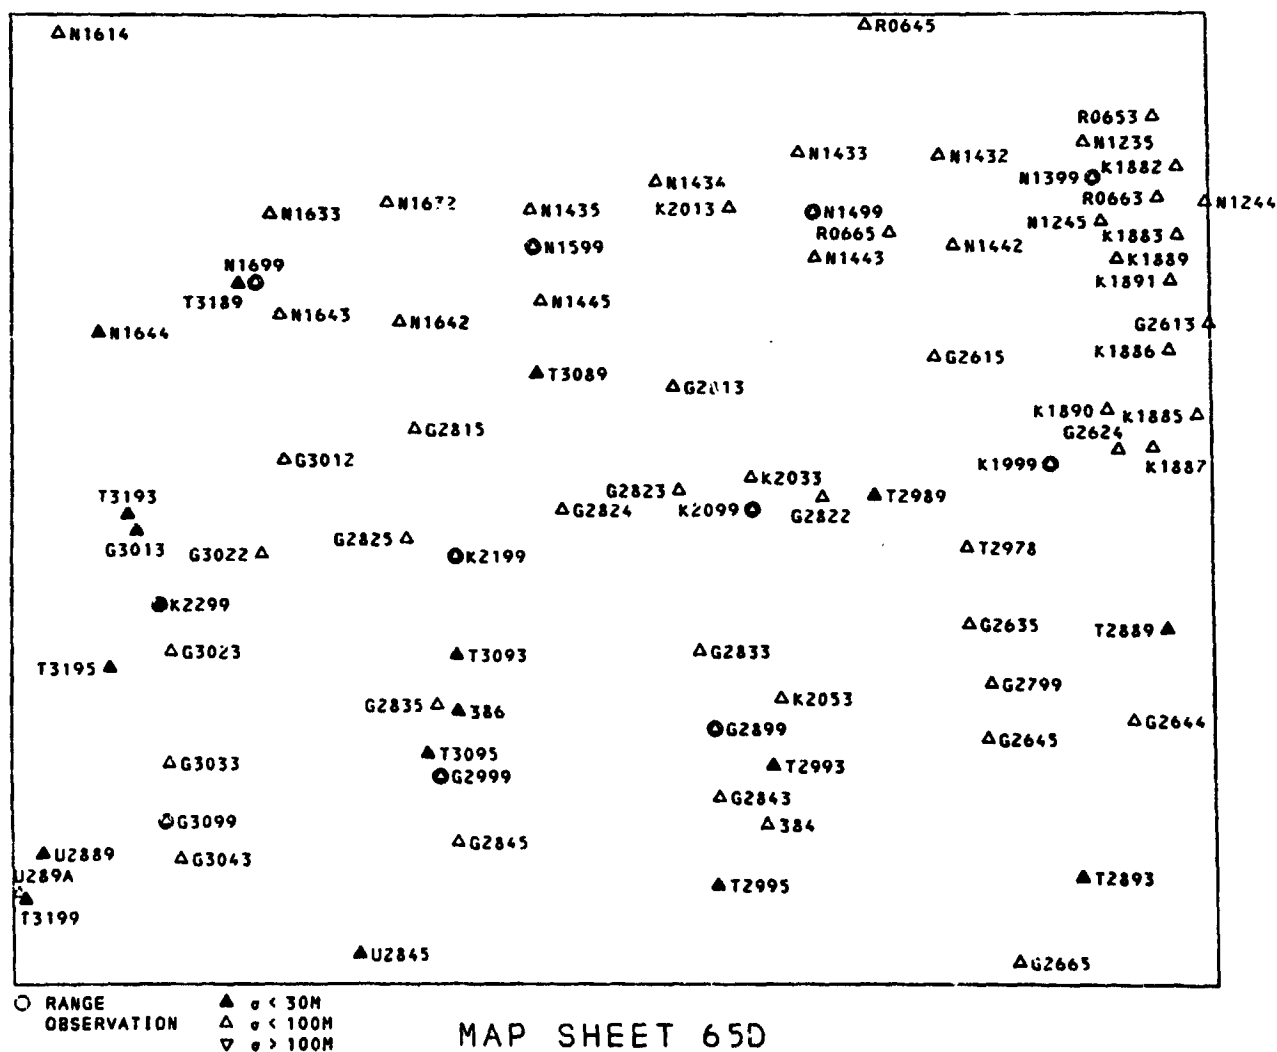 N1614
R0645
R0653
N1235
N1433
N1432
K1882
N1434
N1399
N1672
R0663
N1244
N1633
N1435
K2013
N1499
N1245
R0665
K1883
N1599
N1442
N1443
K1889
N1699
K1891
T3189
N1445
N1643
N1642
G2613
N1644
K1886
G2615
T3089
G2813
K1890
K1885
G2815
G2624
G3012
K1999
K1887
K2033
T3193
G2823
T2989
G2824
K2099
G2822
G3013
G2825
G3022
K2199
T2978
K2299
G2635
T2889
G3023
T3093
G2833
T3195
G2799
G2835
386
K2053
G2644
G2899
G2645
T3095
G3033
T2993
G2999
G2843
G3099
384
G2845
U2889
G3043
U289A
T2995
T2893
T3199
U2845
G2665
RANGE
OBSERVATION
σ < 30M
σ < 100M
σ > 100M
MAP SHEET 65D